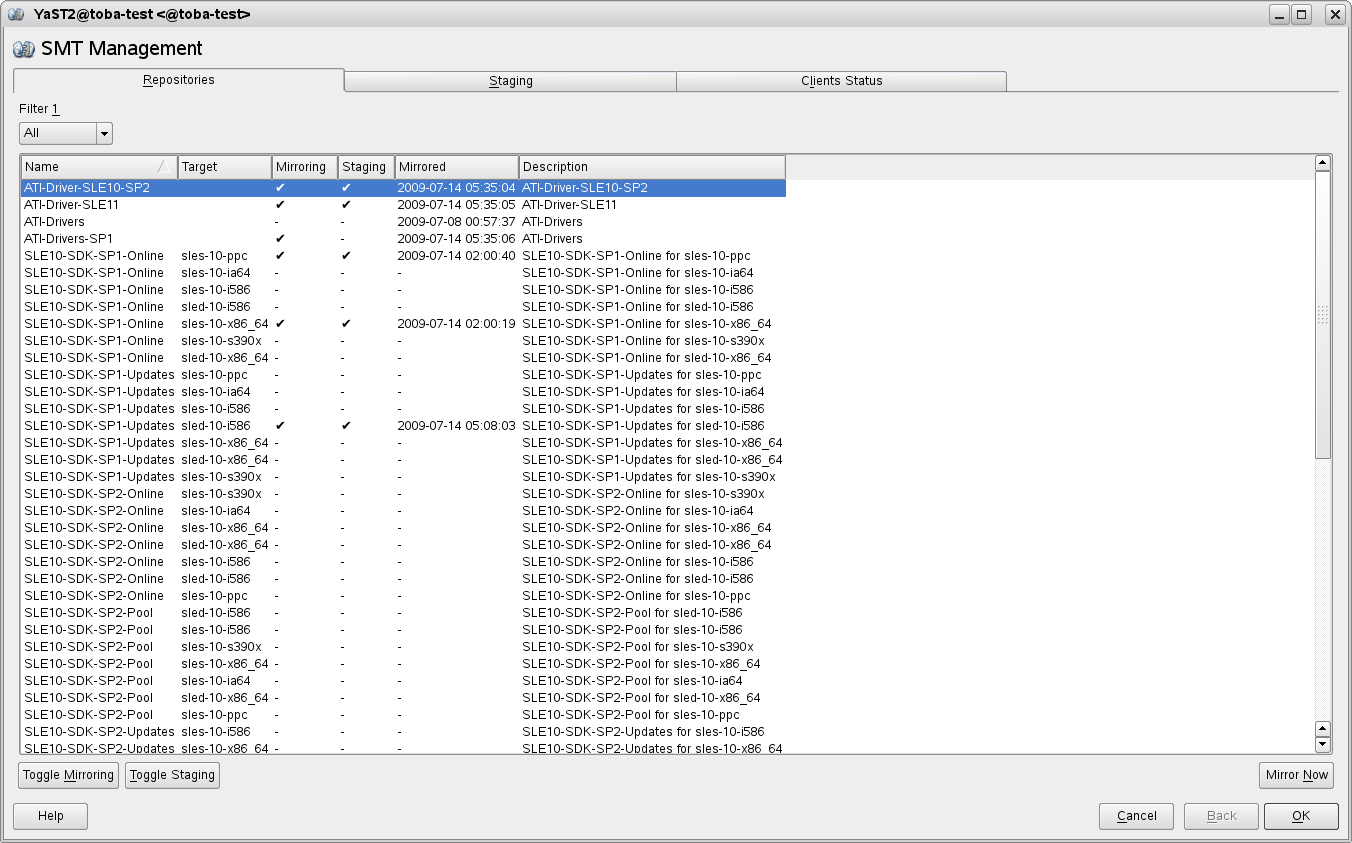 YaST2@toba-test <@toba-test>
SMT Management
Repositories Staging Clients Status
Filter 1
All
Name Target Mirroring Staging Mirrored Description
ATI-Driver-SLE10-SP2 ✔ ✔ 2009-07-14 05:35:04 ATI-Driver-SLE10-SP2
ATI-Driver-SLE11 ✔ ✔ 2009-07-14 05:35:05 ATI-Driver-SLE11
ATI-Drivers - - 2009-07-08 00:57:37 ATI-Drivers
ATI-Drivers-SP1 ✔ - 2009-07-14 05:35:06 ATI-Drivers
SLE10-SDK-SP1-Online sles-10-ppc ✔ ✔ 2009-07-14 02:00:40 SLE10-SDK-SP1-Online for sles-10-ppc
SLE10-SDK-SP1-Online sles-10-ia64 - - - SLE10-SDK-SP1-Online for sles-10-ia64
SLE10-SDK-SP1-Online sles-10-i586 - - - SLE10-SDK-SP1-Online for sles-10-i586
SLE10-SDK-SP1-Online sled-10-i586 - - - SLE10-SDK-SP1-Online for sled-10-i586
SLE10-SDK-SP1-Online sles-10-x86_64 ✔ ✔ 2009-07-14 02:00:19 SLE10-SDK-SP1-Online for sles-10-x86_64
SLE10-SDK-SP1-Online sles-10-s390x - - - SLE10-SDK-SP1-Online for sles-10-s390x
SLE10-SDK-SP1-Online sled-10-x86_64 - - - SLE10-SDK-SP1-Online for sled-10-x86_64
SLE10-SDK-SP1-Updates sles-10-ppc - - - SLE10-SDK-SP1-Updates for sles-10-ppc
SLE10-SDK-SP1-Updates sles-10-ia64 - - - SLE10-SDK-SP1-Updates for sles-10-ia64
SLE10-SDK-SP1-Updates sles-10-i586 - - - SLE10-SDK-SP1-Updates for sles-10-i586
SLE10-SDK-SP1-Updates sled-10-i586 ✔ ✔ 2009-07-14 05:08:03 SLE10-SDK-SP1-Updates for sled-10-i586
SLE10-SDK-SP1-Updates sles-10-x86_64 - - - SLE10-SDK-SP1-Updates for sles-10-x86_64
SLE10-SDK-SP1-Updates sled-10-x86_64 - - - SLE10-SDK-SP1-Updates for sled-10-x86_64
SLE10-SDK-SP1-Updates sles-10-s390x - - - SLE10-SDK-SP1-Updates for sles-10-s390x
SLE10-SDK-SP2-Online sles-10-s390x - - - SLE10-SDK-SP2-Online for sles-10-s390x
SLE10-SDK-SP2-Online sles-10-ia64 - - - SLE10-SDK-SP2-Online for sles-10-ia64
SLE10-SDK-SP2-Online sles-10-x86_64 - - - SLE10-SDK-SP2-Online for sles-10-x86_64
SLE10-SDK-SP2-Online sled-10-x86_64 - - - SLE10-SDK-SP2-Online for sled-10-x86_64
SLE10-SDK-SP2-Online sles-10-i586 - - - SLE10-SDK-SP2-Online for sles-10-i586
SLE10-SDK-SP2-Online sled-10-i586 - - - SLE10-SDK-SP2-Online for sled-10-i586
SLE10-SDK-SP2-Online sles-10-ppc - - - SLE10-SDK-SP2-Online for sles-10-ppc
SLE10-SDK-SP2-Pool sled-10-i586 - - - SLE10-SDK-SP2-Pool for sled-10-i586
SLE10-SDK-SP2-Pool sles-10-i586 - - - SLE10-SDK-SP2-Pool for sles-10-i586
SLE10-SDK-SP2-Pool sles-10-s390x - - - SLE10-SDK-SP2-Pool for sles-10-s390x
SLE10-SDK-SP2-Pool sles-10-x86_64 - - - SLE10-SDK-SP2-Pool for sles-10-x86_64
SLE10-SDK-SP2-Pool sles-10-ia64 - - - SLE10-SDK-SP2-Pool for sles-10-ia64
SLE10-SDK-SP2-Pool sled-10-x86_64 - - - SLE10-SDK-SP2-Pool for sled-10-x86_64
SLE10-SDK-SP2-Pool sles-10-ppc - - - SLE10-SDK-SP2-Pool for sles-10-ppc
SLE10-SDK-SP2-Updates sles-10-i586 - - - SLE10-SDK-SP2-Updates for sles-10-i586
SLE10-SDK-SP2-Updates sles-10-x86_64 - - - SLE10-SDK-SP2-Updates for sles-10-x86_64
Toggle Mirroring Toggle Staging Mirror Now
Help Cancel Back OK